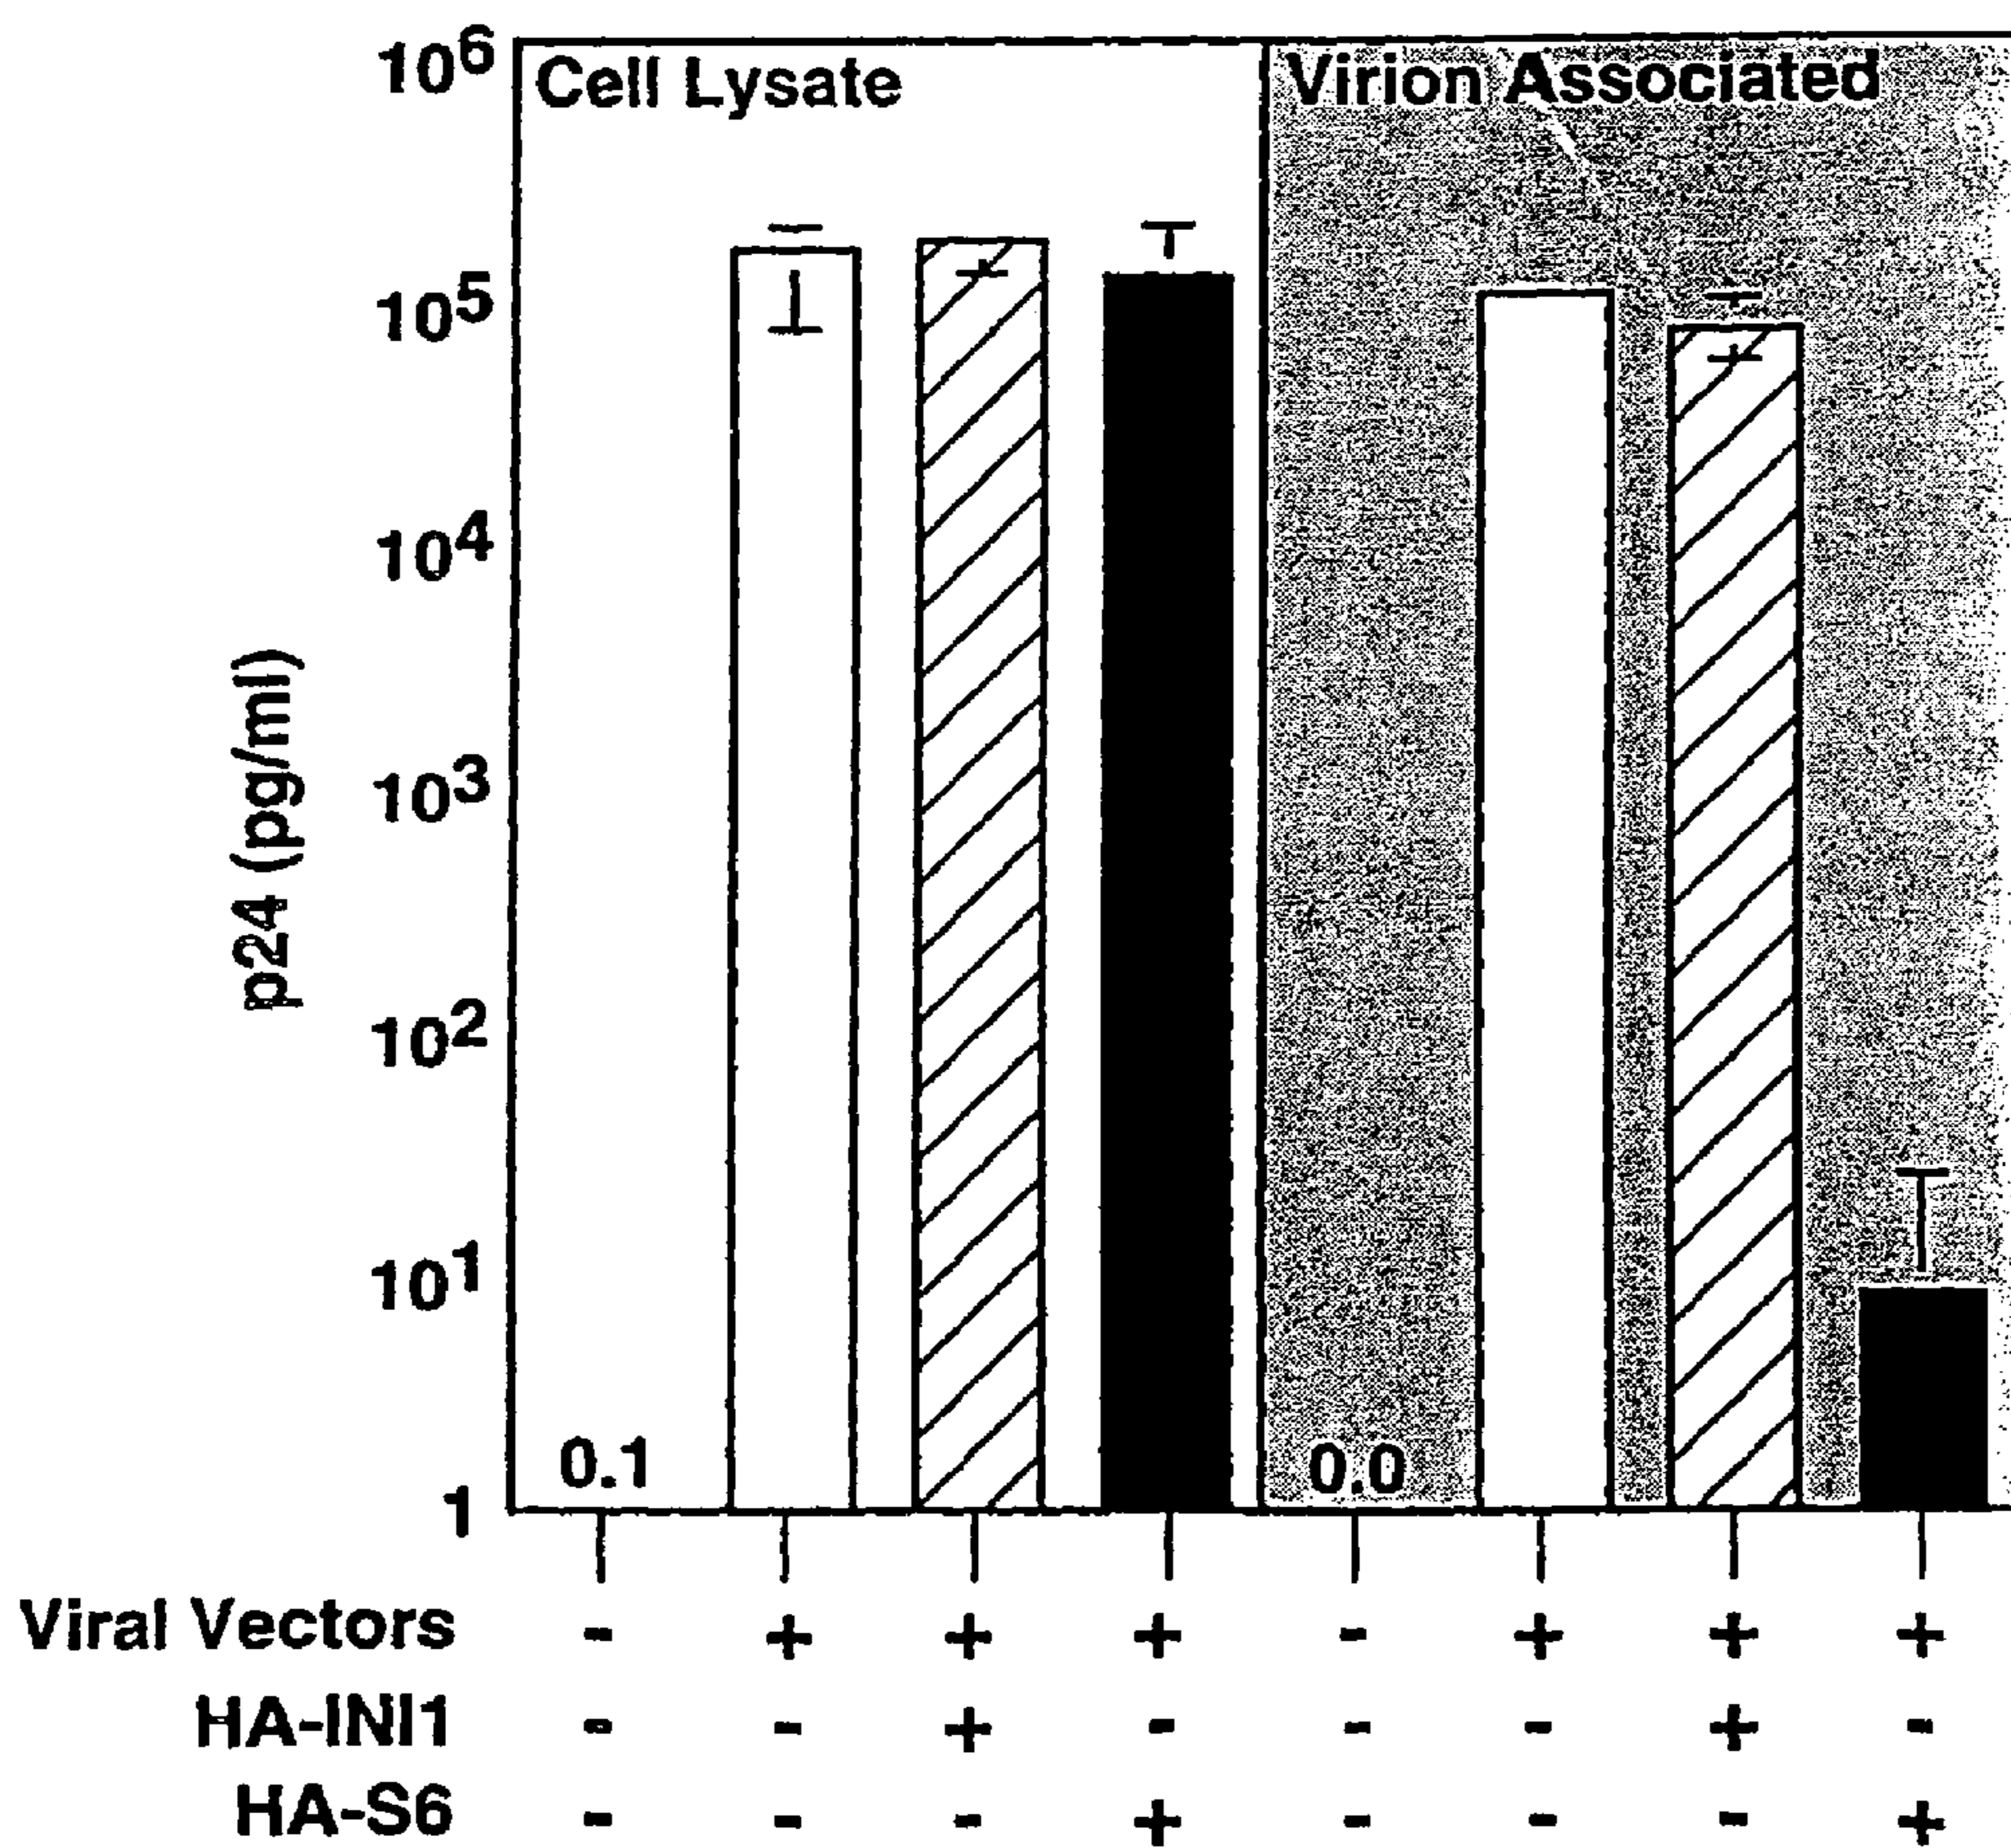 10⁶ Cell Lysate Virion Associated
10⁵
10⁴
10³
p24 (pg/ml)
10²
10¹
0.1 0.0
1
Viral Vectors - + + + - + + +
HA-INI1 - - + - - - + -
HA-S6 - - - + - - - +